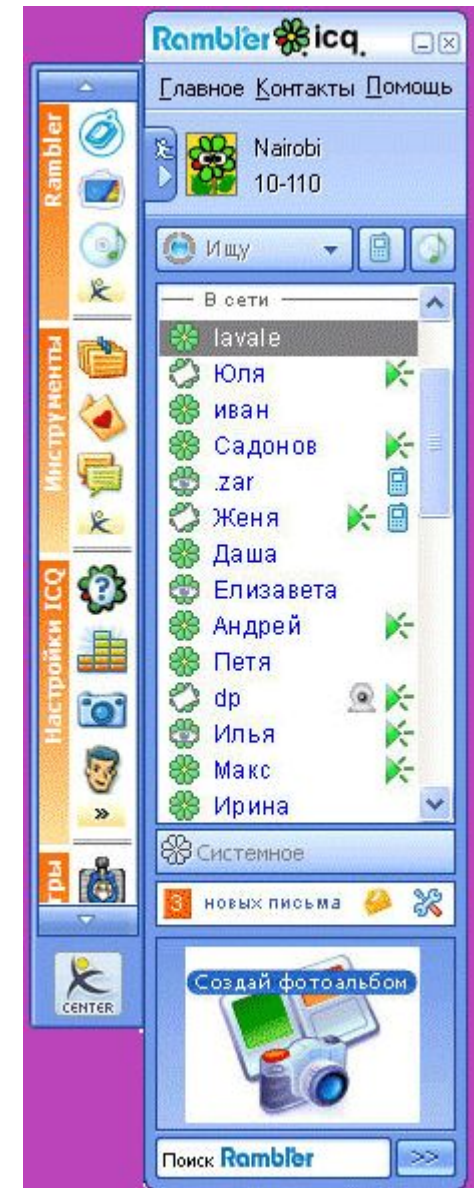 Rambler icq
Главное Контакты Помощь
Nairobi
10-110
Ищу
В сети
lavale
Юля
иван
Садонов
.zar
Женя
Даша
Елизавета
Андрей
Петя
dp
Илья
Макс
Ирина
Системное
3 новых письма
Создай фотоальбом
Поиск Rambler >>
Rambler
Инструменты
Настройки ICQ
гры
CENTER